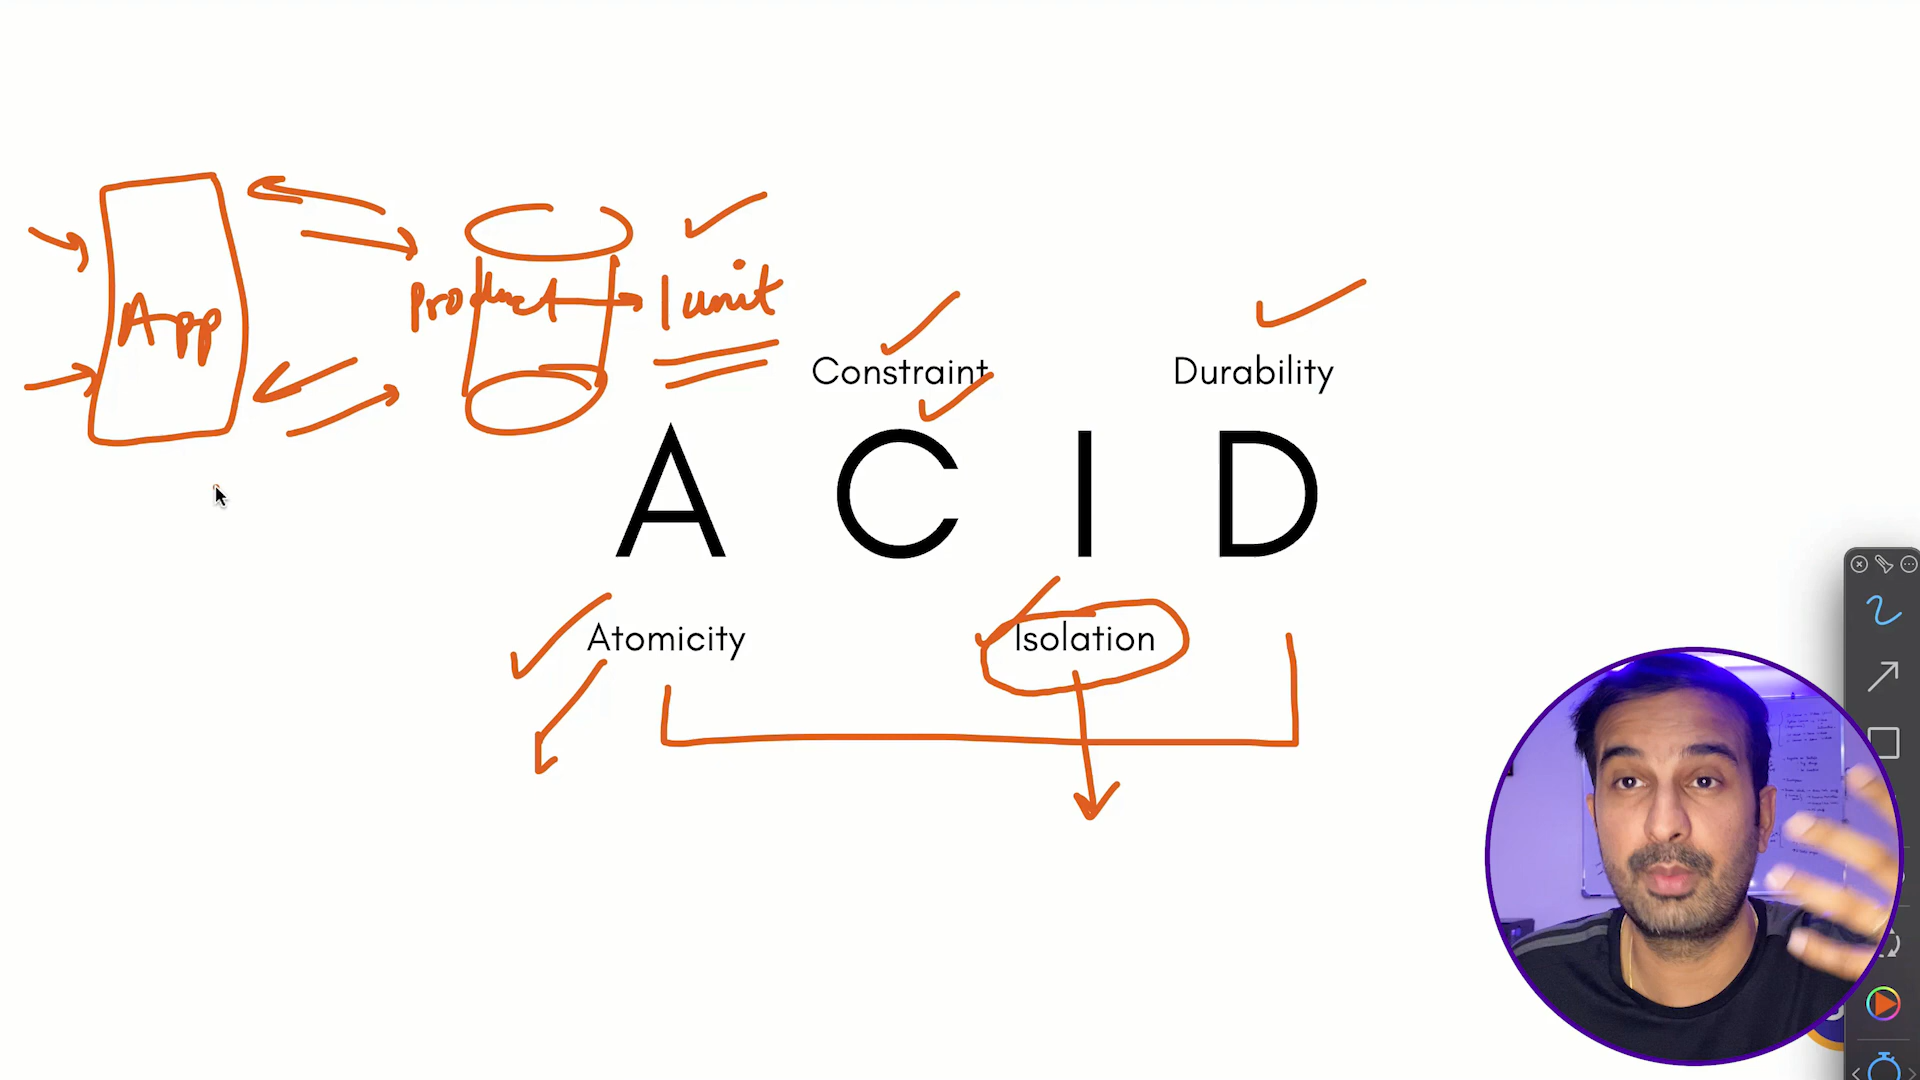 App
Product
1 unit
Constraint
Durability
A C I D
Atomicity
Isolation